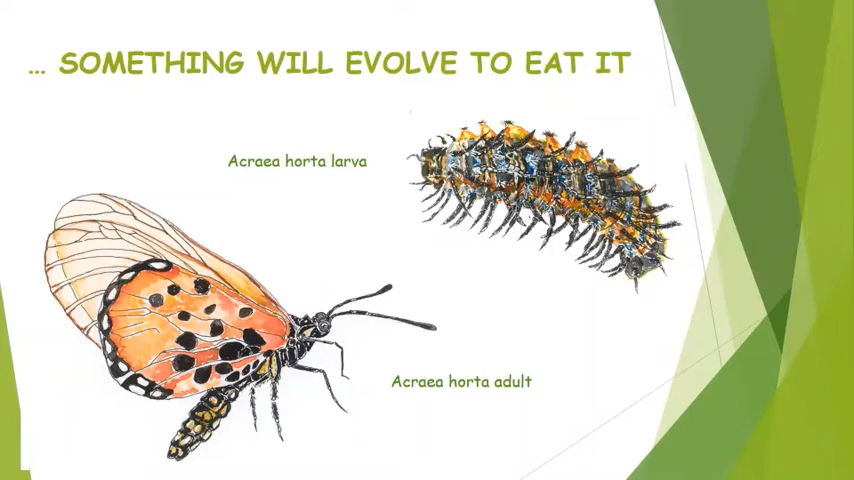 ... SOMETHING WILL EVOLVE TO EAT IT
Acraea horta larva
Acraea horta adult